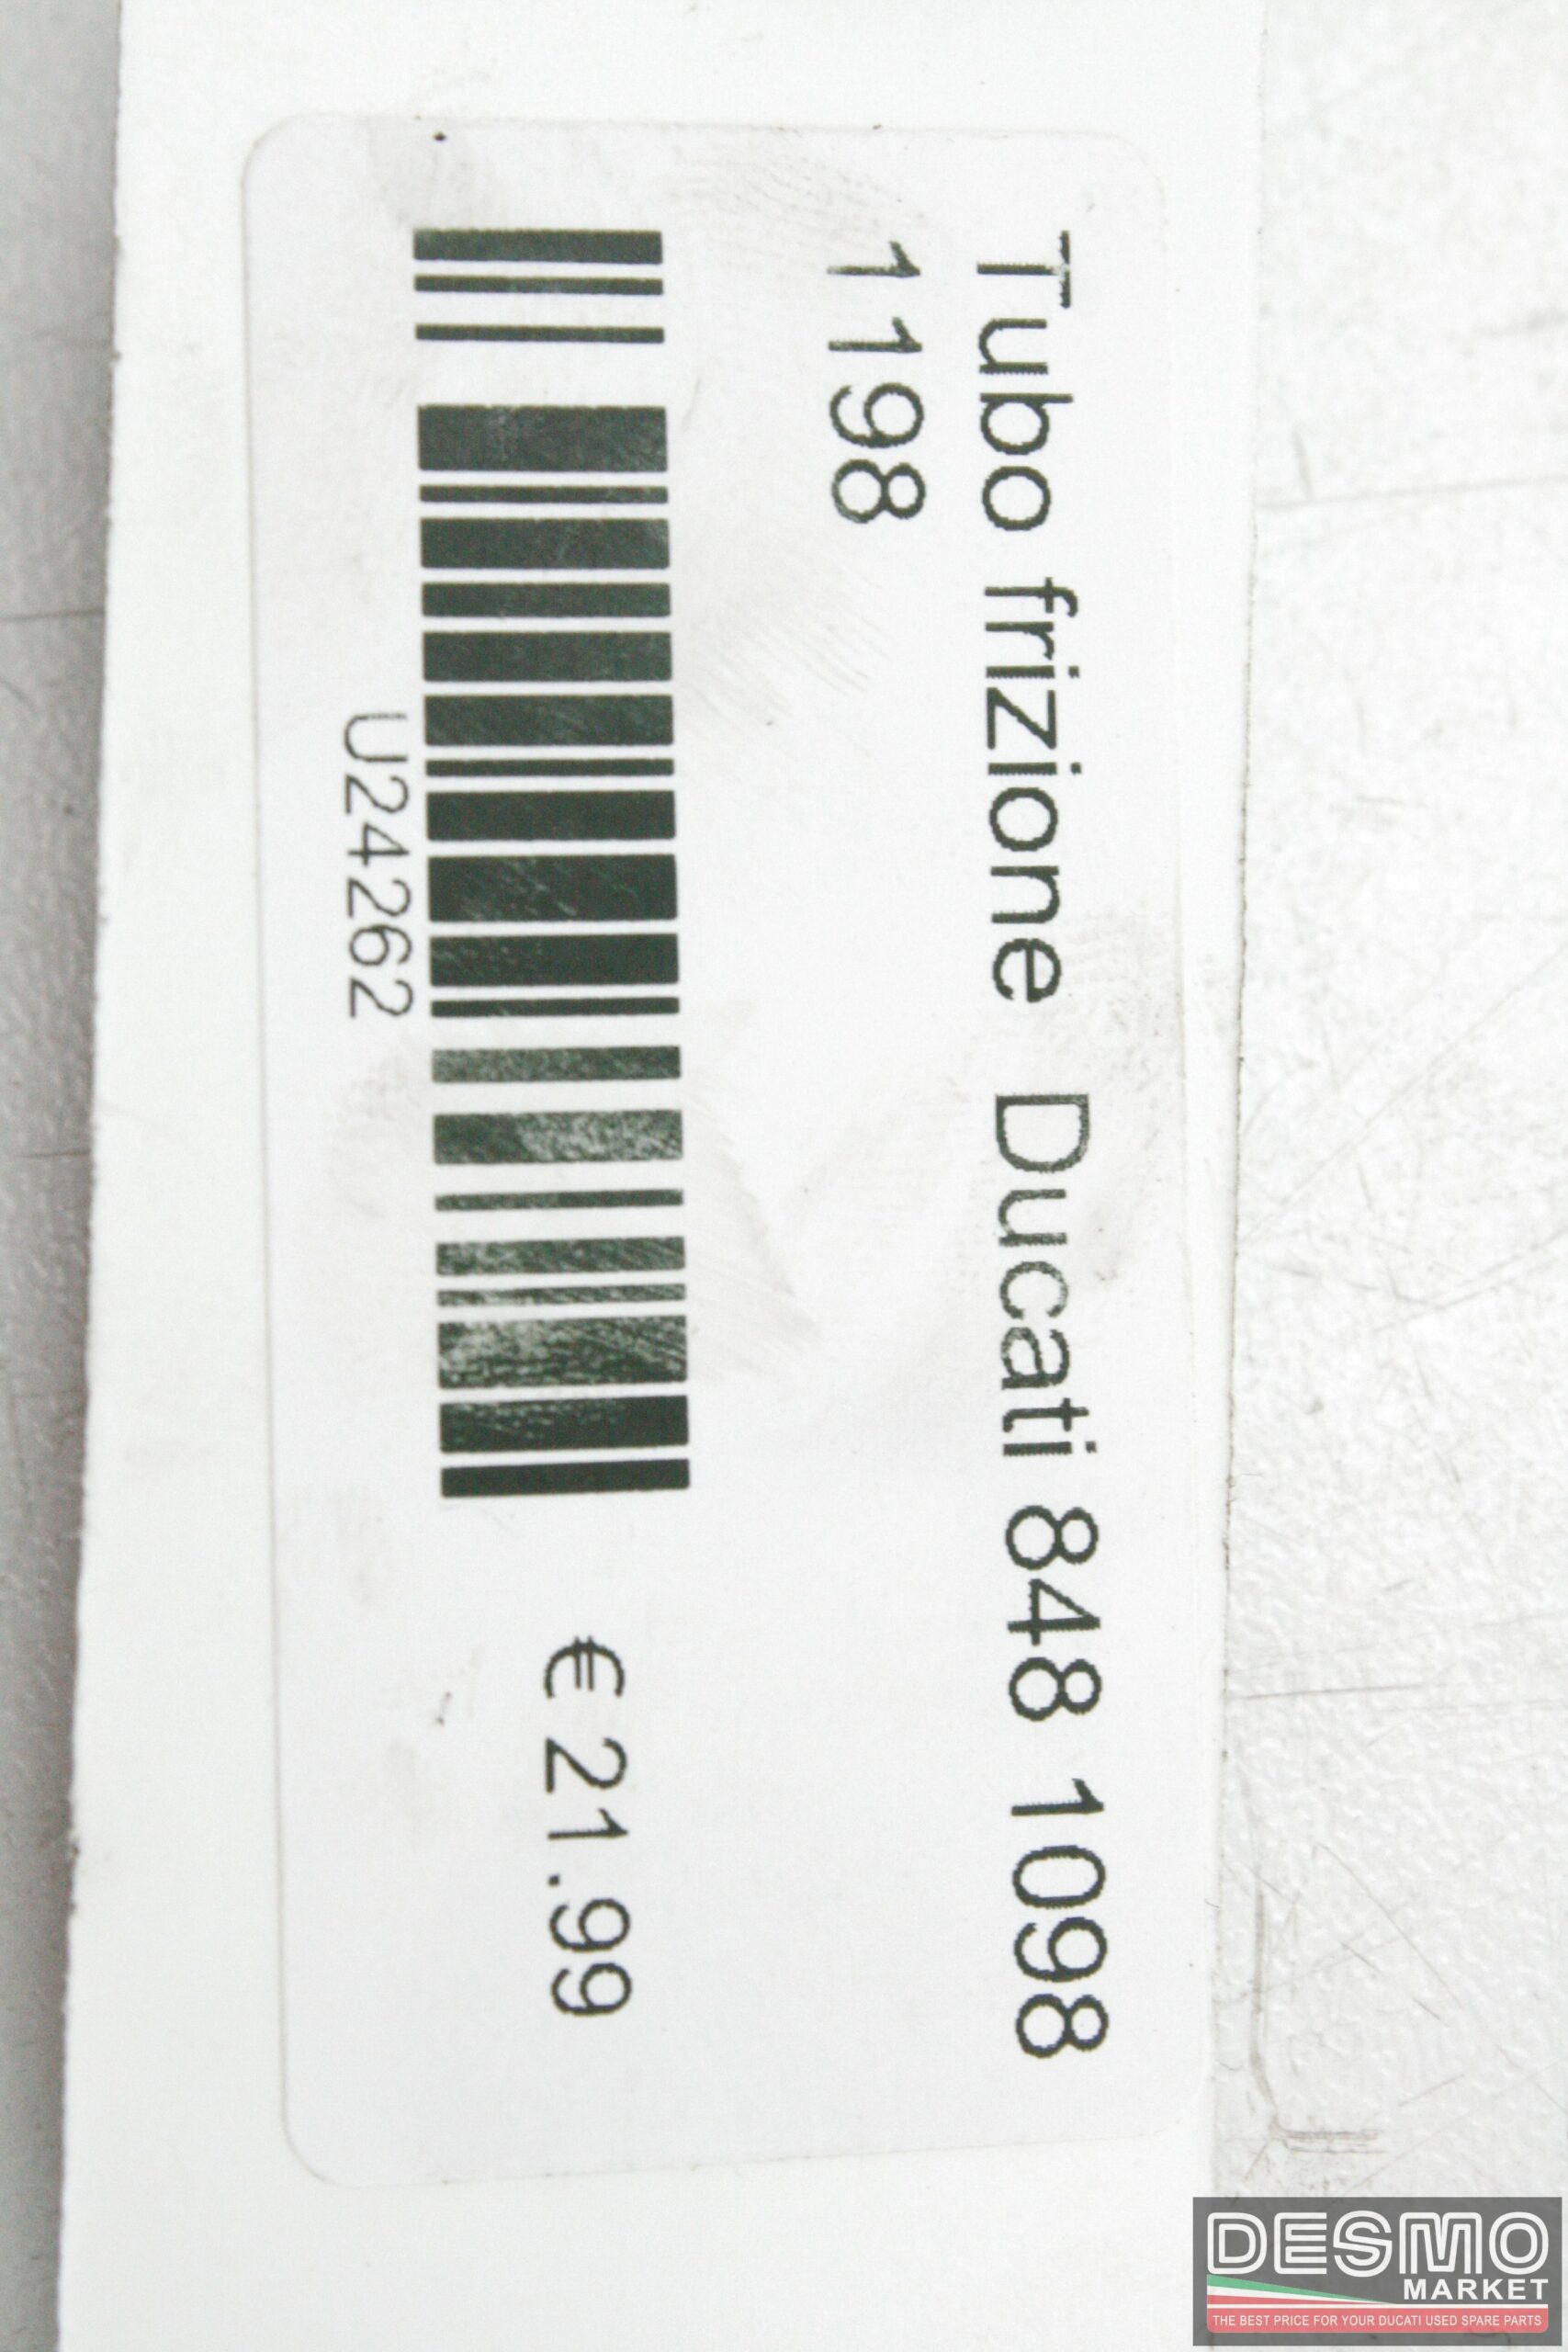 Tubo frizione Ducati 848 1098
1198
€ 21.99
U24262
DESMO
MARKET
THE BEST PRICE FOR YOUR DUCATI USED SPARE PARTS